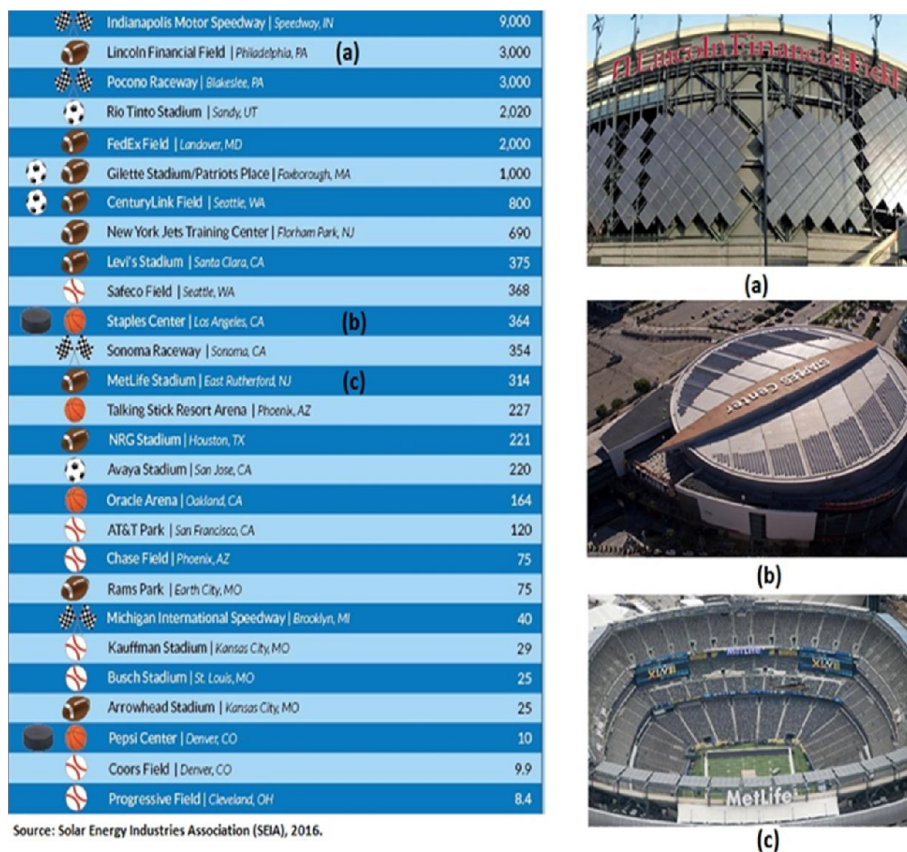 Indianapolis Motor Speedway | Speedway, IN 9,000
Lincoln Financial Field | Philadelphia, PA (a) 3,000
Pocono Raceway | Blakeslee, PA 3,000
Rio Tinto Stadium | Sandy, UT 2,020
FedEx Field | Landover, MD 2,000
Gilette Stadium/Patriots Place | Foxborough, MA 1,000
CenturyLink Field | Seattle, WA 800
New York Jets Training Center | Florham Park, NJ 690
Levi's Stadium | Santa Clara, CA 375
Safeco Field | Seattle, WA 368
Staples Center | Los Angeles, CA (b) 364
Sonoma Raceway | Sonoma, CA 354
MetLife Stadium | East Rutherford, NJ (c) 314
Talking Stick Resort Arena | Phoenix, AZ 227
NRG Stadium | Houston, TX 221
Avaya Stadium | San Jose, CA 220
Oracle Arena | Oakland, CA 164
AT&T Park | San Francisco, CA 120
Chase Field | Phoenix, AZ 75
Rams Park | Earth City, MO 75
Michigan International Speedway | Brooklyn, MI 40
Kauffman Stadium | Kansas City, MO 29
Busch Stadium | St. Louis, MO 25
Arrowhead Stadium | Kansas City, MO 25
Pepsi Center | Denver, CO 10
Coors Field | Denver, CO 9.9
Progressive Field | Cleveland, OH 8.4
Source: Solar Energy Industries Association (SEIA), 2016.
Lincoln Financial Field
(a)
STAPLES Center
(b)
MetLife
XLVIII
XLVIII
MetLife
(c)